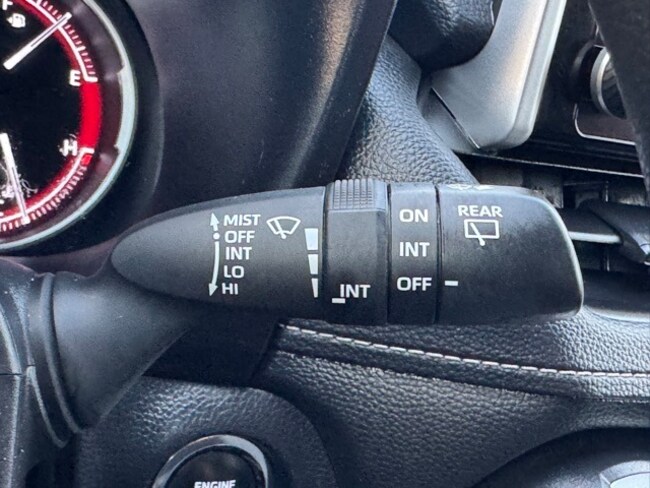 F
E
H
MIST
OFF
INT
LO
HI
INT
ON
INT
OFF
REAR
ENGINE